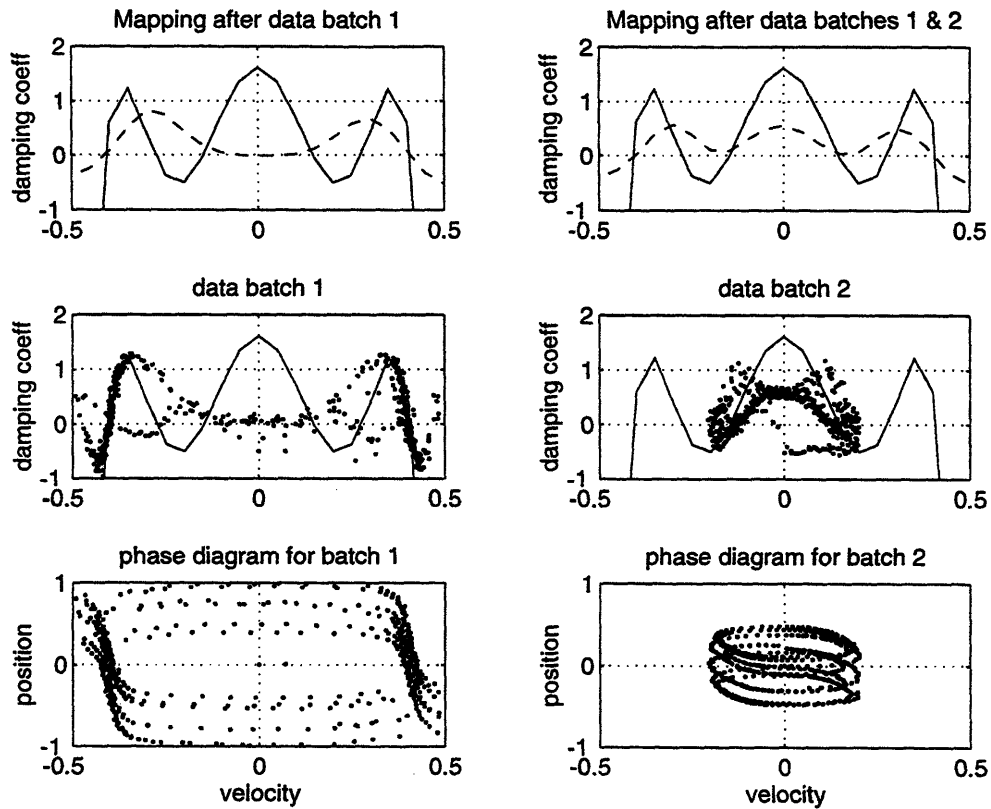 Mapping after data batch 1
damping coeff
2
1
0
-1
-0.5
0
0.5
Mapping after data batches 1 & 2
damping coeff
2
1
0
-1
-0.5
0
0.5
data batch 1
damping coeff
2
1
0
-1
-0.5
0
0.5
data batch 2
damping coeff
2
1
0
-1
-0.5
0
0.5
phase diagram for batch 1
position
1
0
-1
-0.5
0
0.5
velocity
phase diagram for batch 2
position
1
0
-1
-0.5
0
0.5
velocity